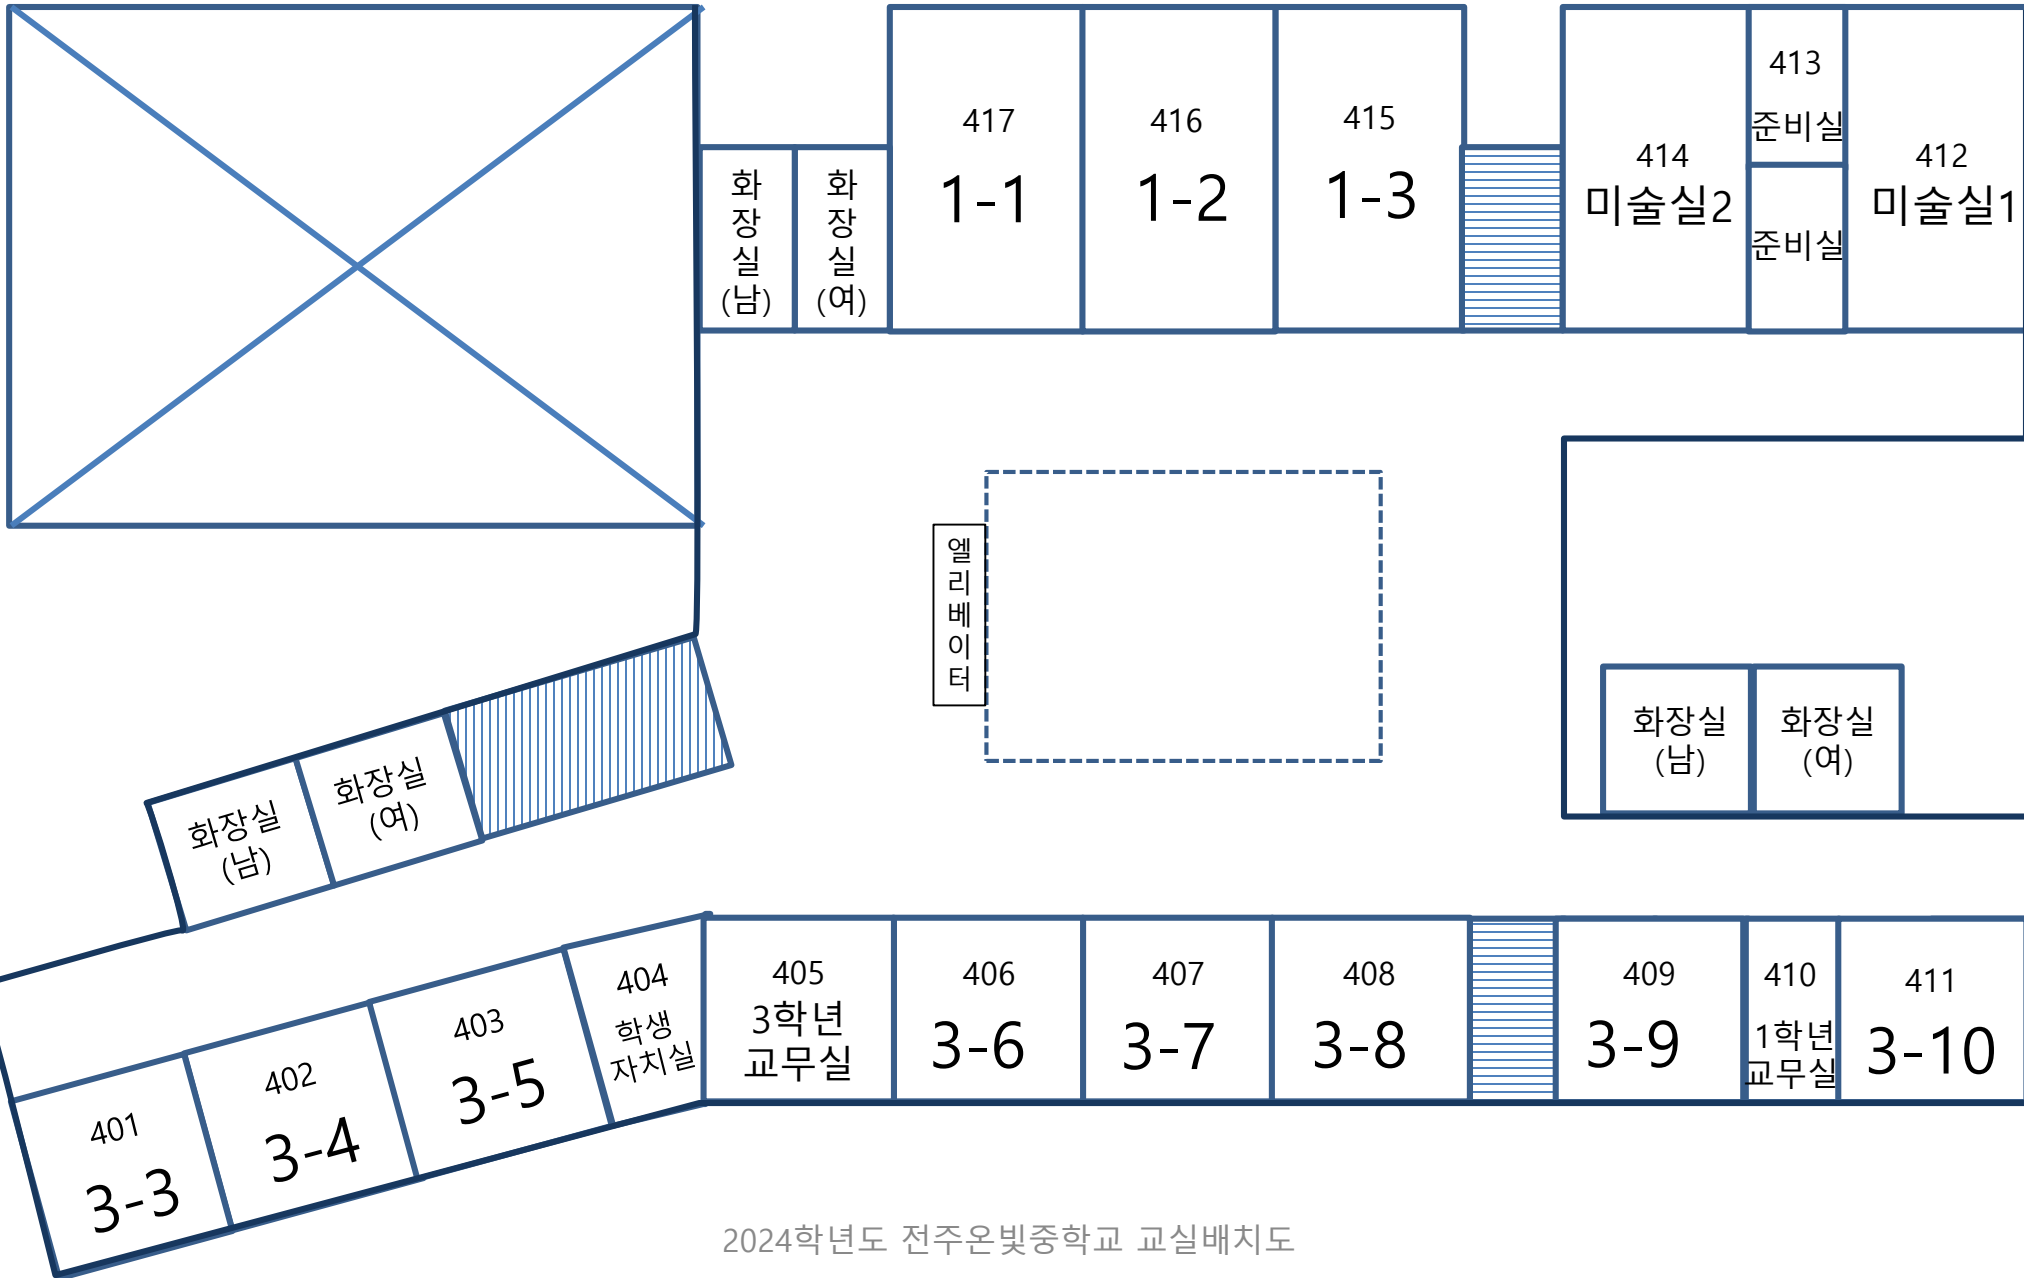 화
장
실
(남)
화
장
실
(여)
417
1-1
416
1-2
415
1-3
414
미술실2
413
준비실
준비실
412
미술실1
엘
리
베
이
터
화장실
(남)
화장실
(여)
화장실
(남)
화장실
(여)
401
3-3
402
3-4
403
3-5
404
학생
자치실
405
3학년
교무실
406
3-6
407
3-7
408
3-8
409
3-9
410
1학년
교무실
411
3-10
2024학년도 전주온빛중학교 교실배치도